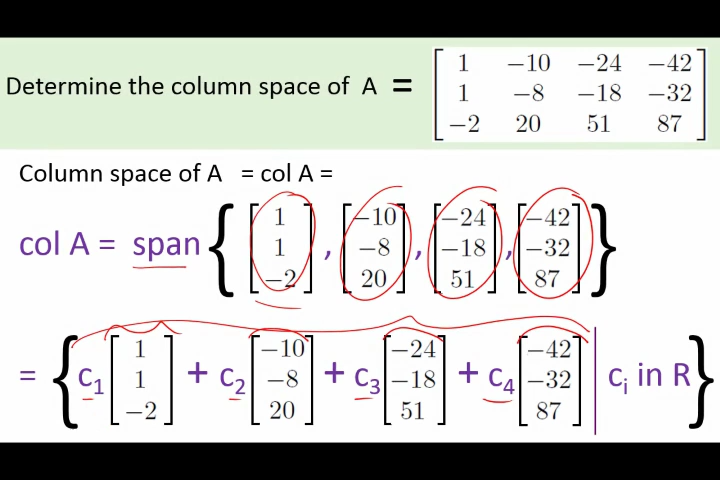 Determine the column space of A = [ 1 −10 −24 −42
1 −8 −18 −32
−2 20 51 87 ]
Column space of A = col A =
col A = span { [ 1 1 −2 ] , [ −10 −8 20 ] , [ −24 −18 51 ] , [ −42 −32 87 ] }
= { c₁ [ 1 1 −2 ] + c₂ [ −10 −8 20 ] + c₃ [ −24 −18 51 ] + c₄ [ −42 −32 87 ] | cᵢ in R }